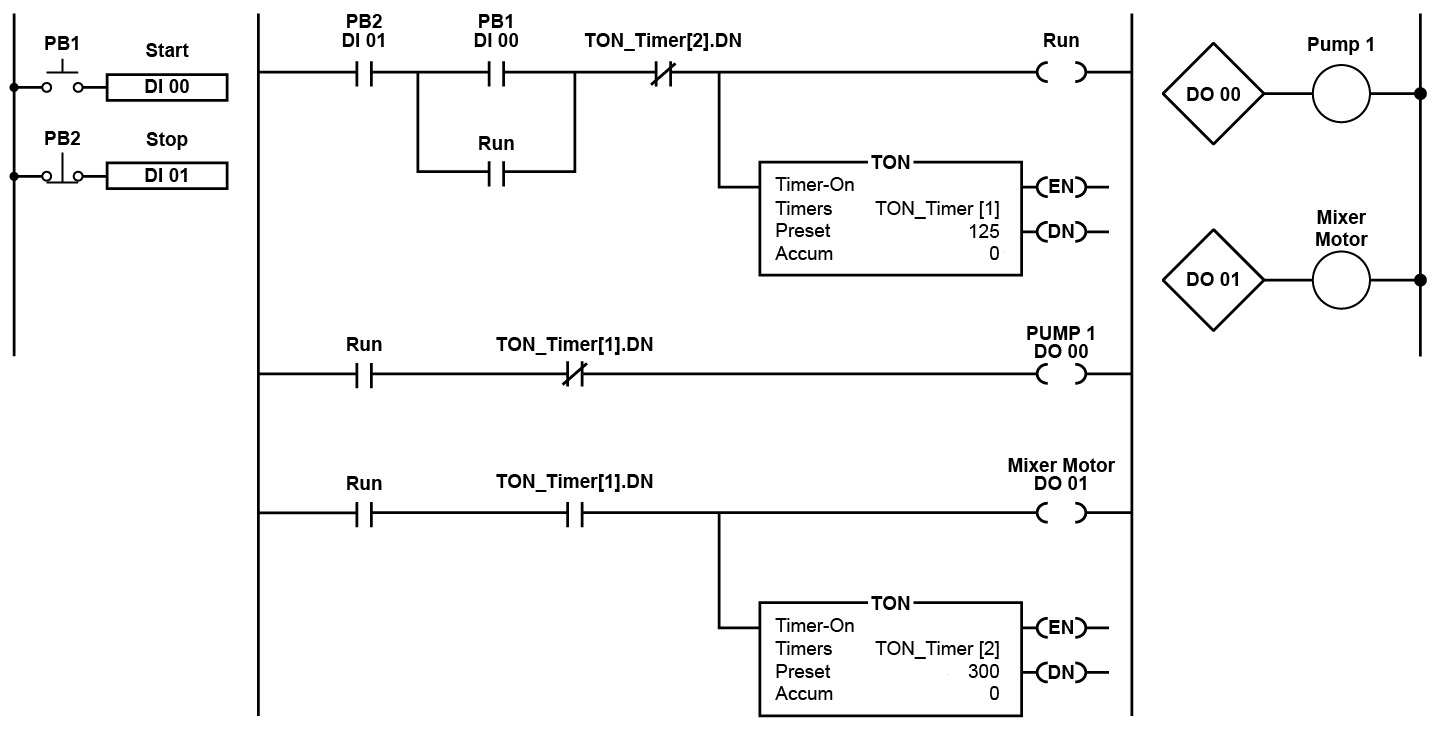 PB1
Start
DI 00
PB2
Stop
DI 01
PB2
DI 01
PB1
DI 00
TON_Timer[2].DN
Run
Run
TON
Timer-On
Timers TON_Timer [1]
Preset 125
Accum 0
EN
DN
Run
TON_Timer[1].DN
PUMP 1
DO 00
Run
TON_Timer[1].DN
Mixer Motor
DO 01
TON
Timer-On
Timers TON_Timer [2]
Preset 300
Accum 0
EN
DN
Pump 1
DO 00
Mixer
Motor
DO 01